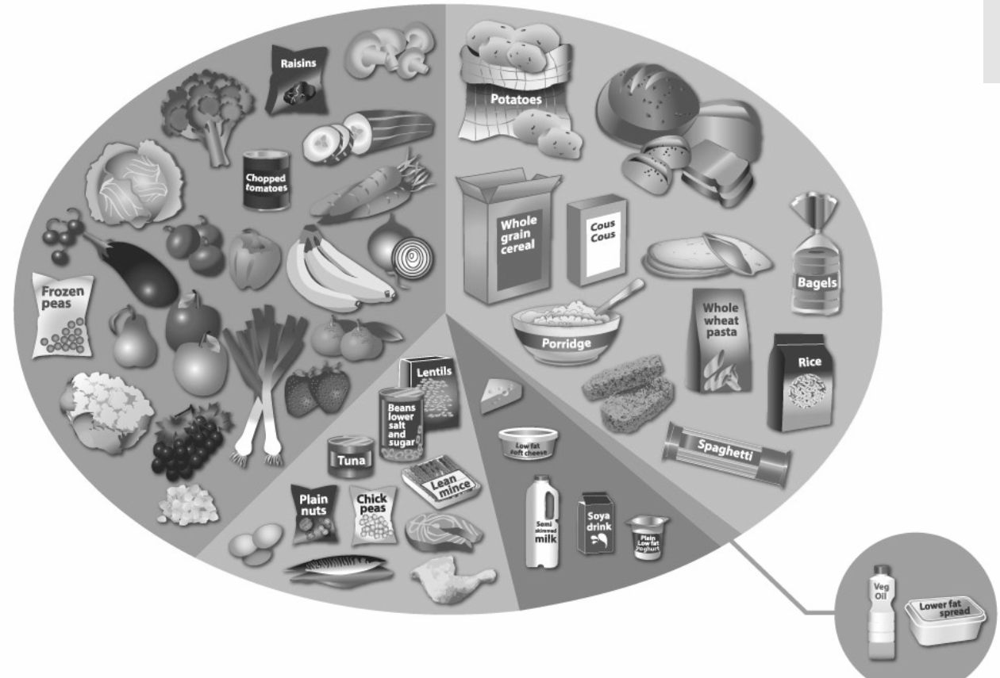 Raisins
Potatoes
Chopped
tomatoes
Whole
grain
cereal
Cous
Cous
Bagels
Frozen
peas
Whole
wheat
pasta
Porridge
Rice
Lentils
Beans
lower
salt
and
sugar
Low fat
soft cheese
Spaghetti
Tuna
Lean
mince
Plain
nuts
Chick
peas
Semi
skimmed
milk
Soya
drink
Plain
Low fat
yoghurt
Veg
Oil
Lower fat
spread